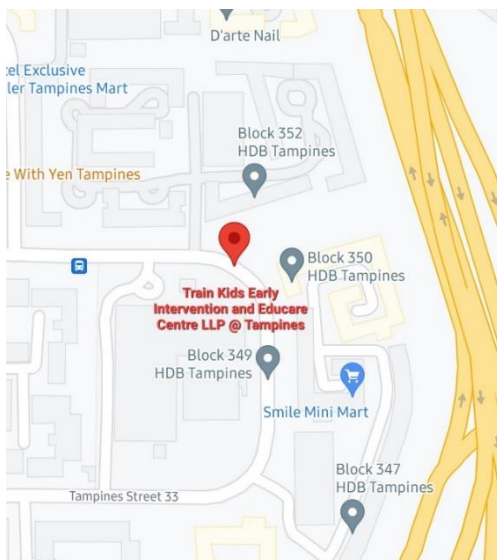 D'arte Nail
tel Exclusive
ler Tampines Mart
Block 352
HDB Tampines
e With Yen Tampines
Block 350
HDB Tampines
Train Kids Early
Intervention and Educare
Centre LLP @ Tampines
Block 349
HDB Tampines
Smile Mini Mart
Block 347
HDB Tampines
Tampines Street 33